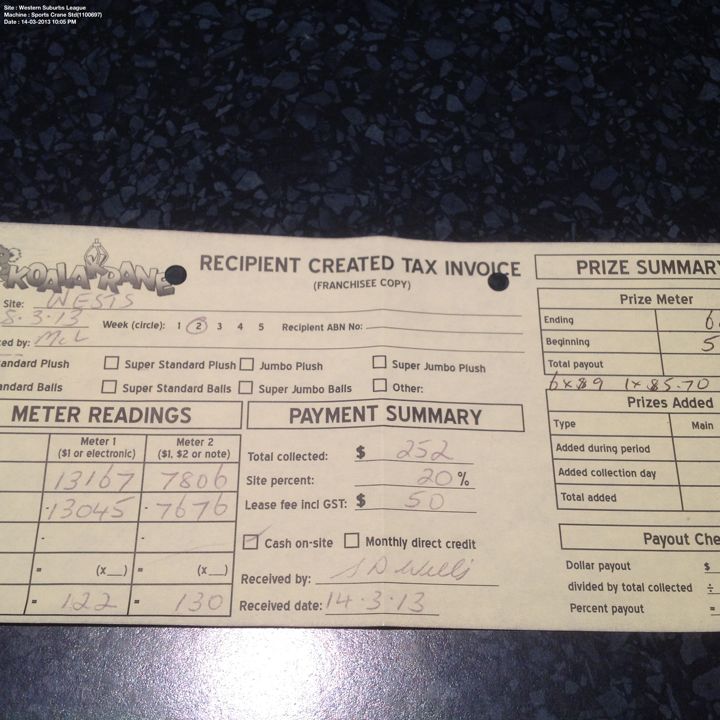 Site : Western Suburbs League
Machine : Sports Crane Std(1100697)
Date : 14-03-2013 10:05 PM
KOALA KRANE
RECIPIENT CREATED TAX INVOICE
(FRANCHISEE COPY)
Site: WESTS
8.3.13 Week (circle): 1 2 3 4 5 Recipient ABN No:
ted by: McL
andard Plush Super Standard Plush Jumbo Plush Super Jumbo Plush
andard Balls Super Standard Balls Super Jumbo Balls Other:
METER READINGS
Meter 1 Meter 2
($1 or electronic) ($1, $2 or note)
13167 7806
-13045 -7676
- -
= (x__) = (x__)
= 122 = 130
PAYMENT SUMMARY
Total collected: $ 252
Site percent: 20 %
Lease fee incl GST: $ 50
Cash on-site Monthly direct credit
Received by:
Received date: 14.3.13
PRIZE SUMMARY
Prize Meter
Ending 6
Beginning 5
Total payout
6 x $9 1 x $5.70
Prizes Added
Type Main
Added during period
Added collection day
Total added
Payout Che
Dollar payout $
divided by total collected ÷
Percent payout =